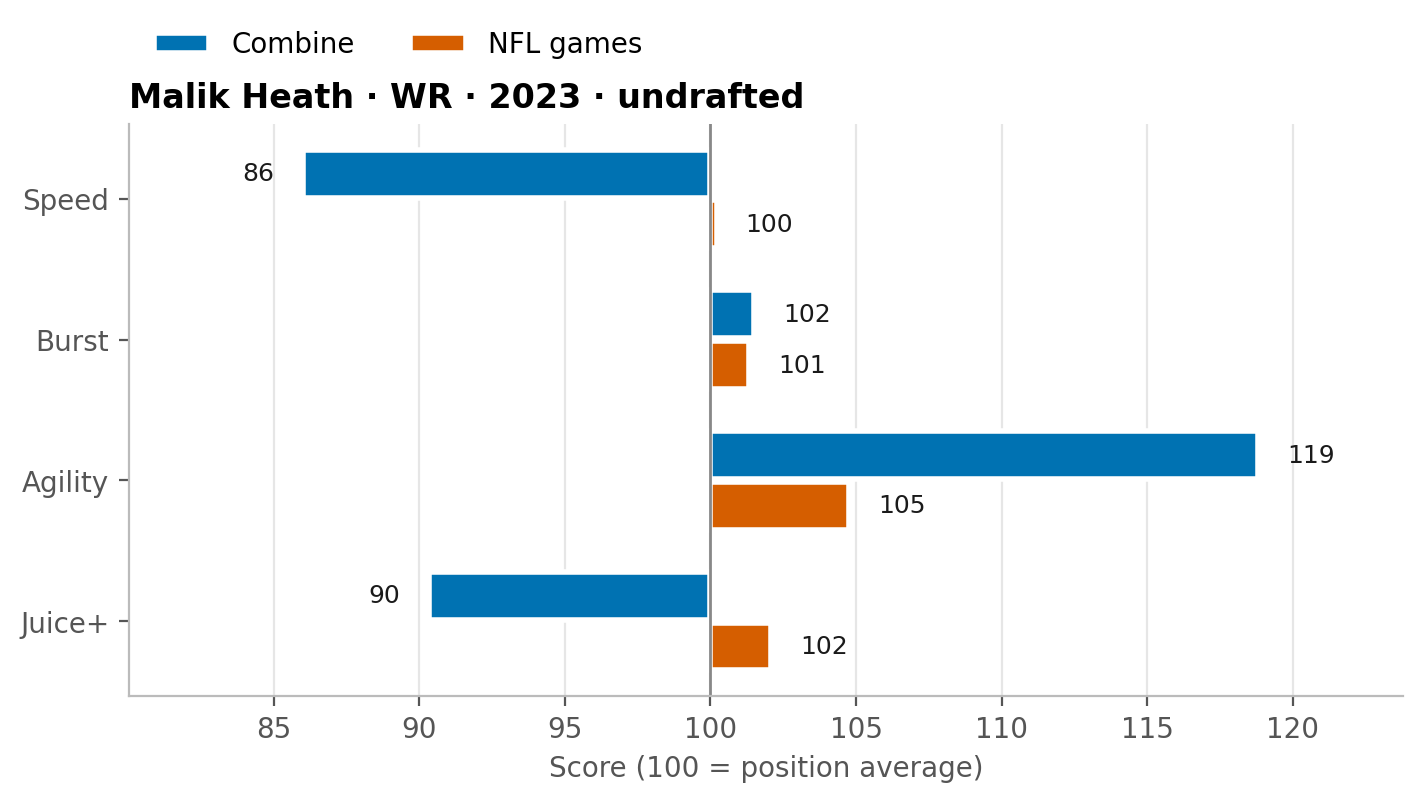 Combine NFL games
Malik Heath · WR · 2023 · undrafted
Speed
86
100
Burst
102
101
Agility
119
105
Juice+
90
102
85 90 95 100 105 110 115 120
Score (100 = position average)